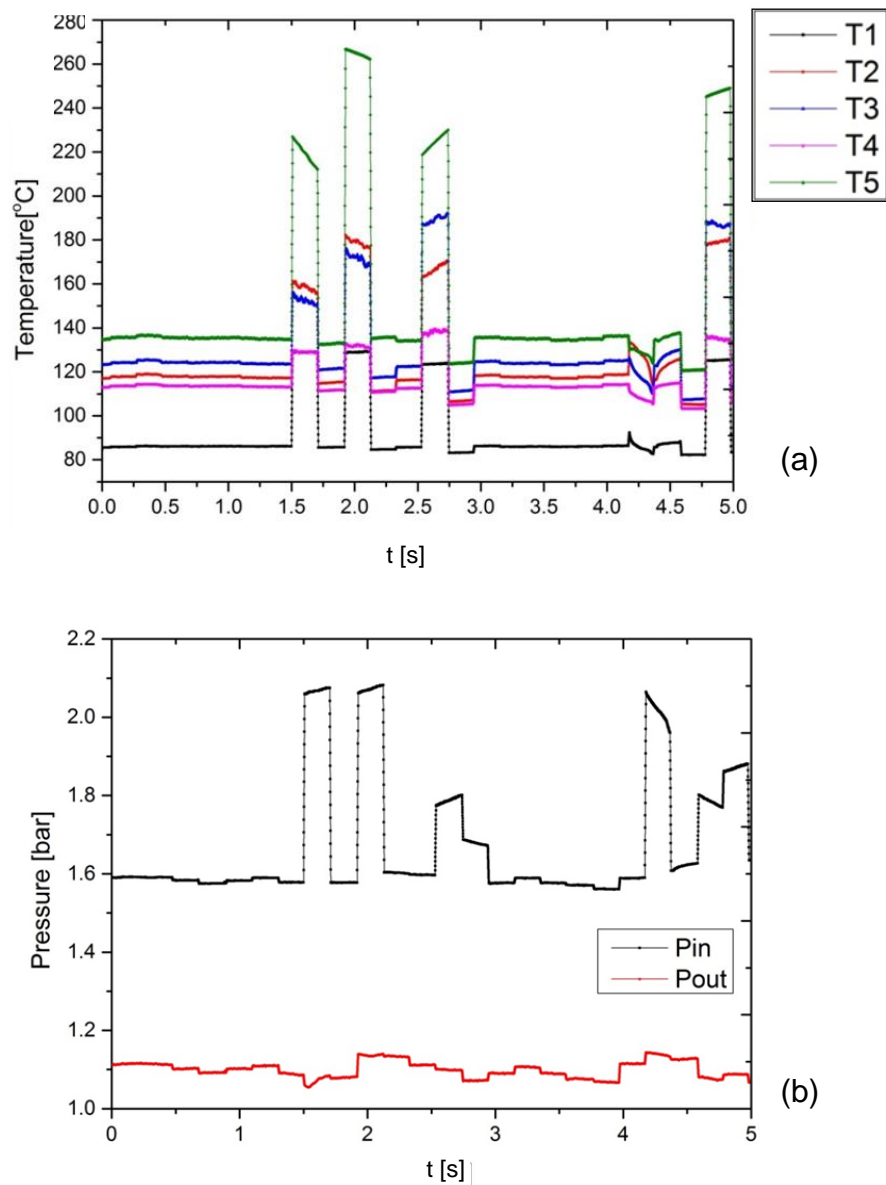 280
260
240
220
200
180
160
140
120
100
80
Temperature[°C]
0.0 0.5 1.0 1.5 2.0 2.5 3.0 3.5 4.0 4.5 5.0
t [s]
T1
T2
T3
T4
T5
(a)
2.2
2.0
1.8
1.6
1.4
1.2
1.0
Pressure [bar]
0 1 2 3 4 5
t [s]
Pin
Pout
(b)